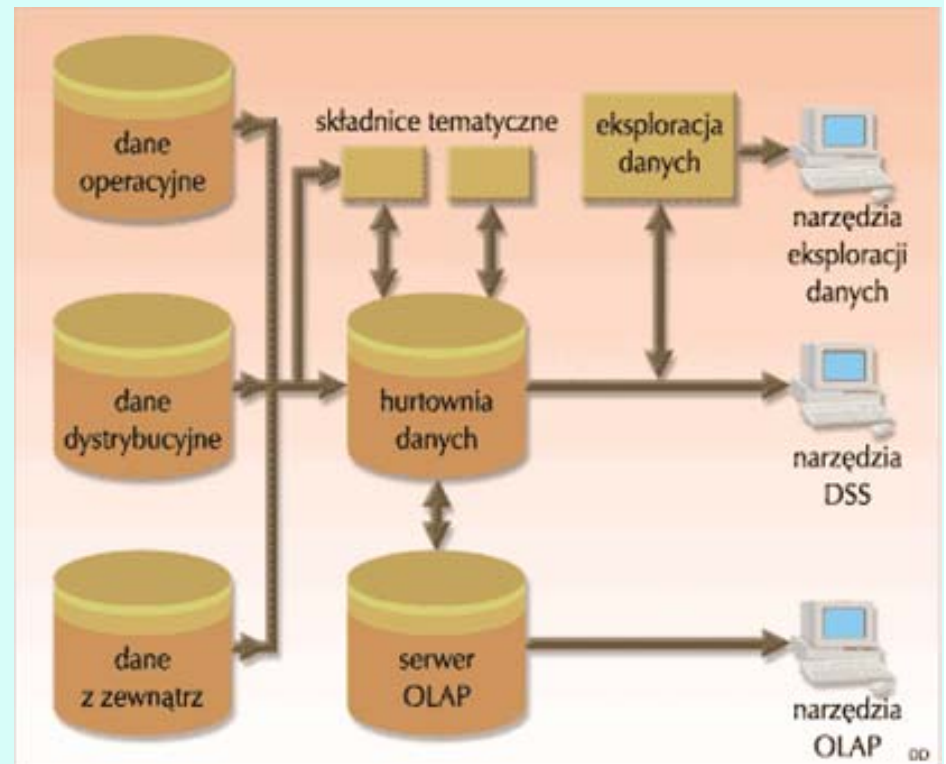 dane
operacyjne
składnice tematyczne
eksploracja
danych
narzędzia
eksploracji
danych
dane
dystrybucyjne
hurtownia
danych
narzędzia
DSS
dane
z zewnątrz
serwer
OLAP
narzędzia
OLAP
DD